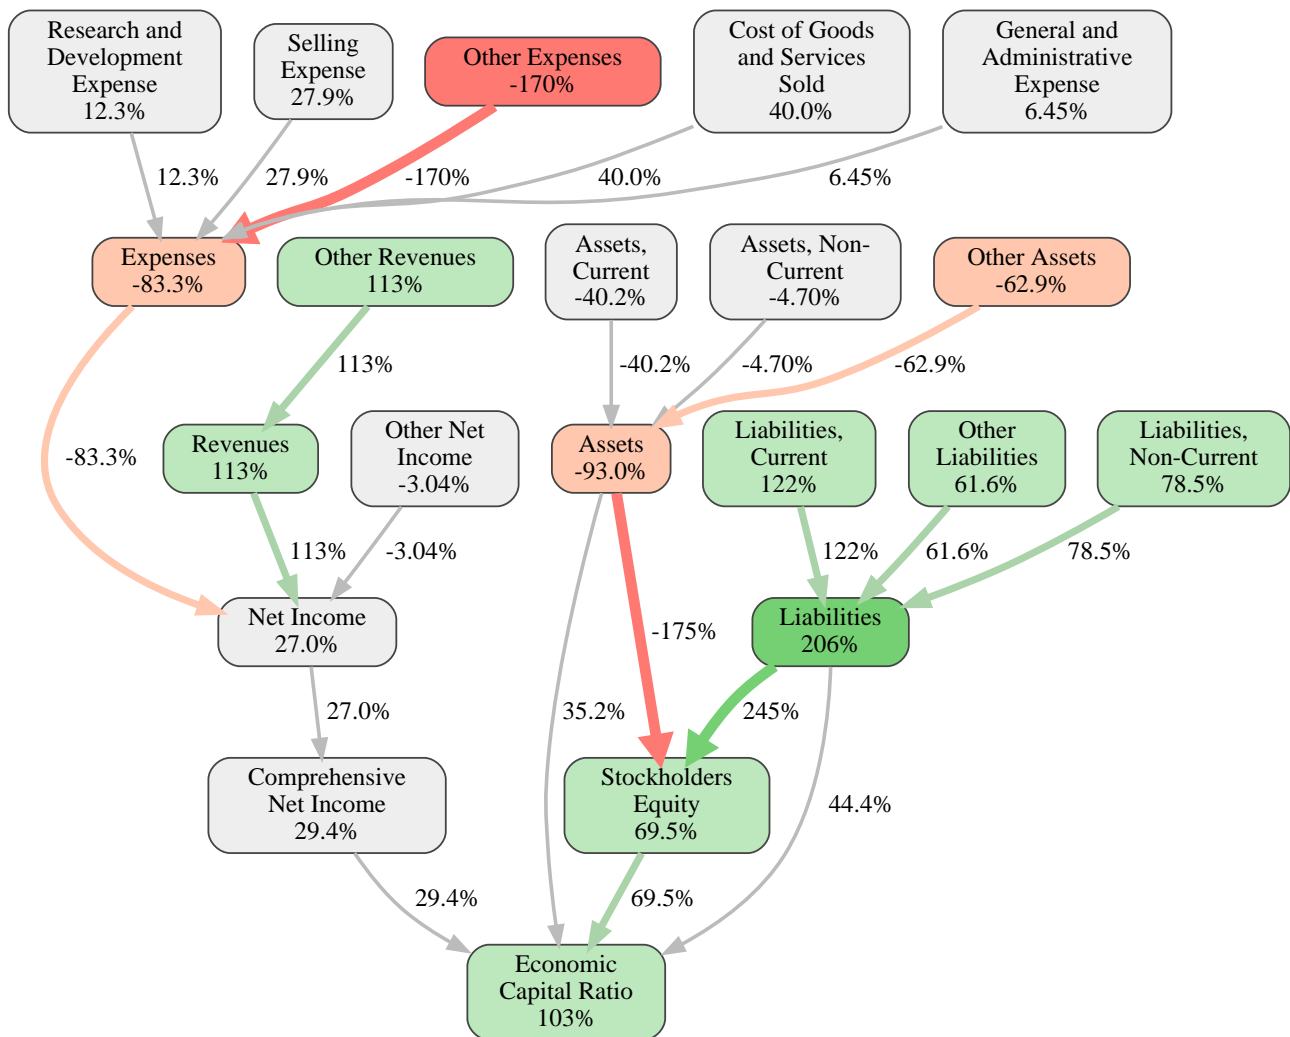 Research and
Development
Expense
12.3%
Selling
Expense
27.9%
Other Expenses
-170%
Cost of Goods
and Services
Sold
40.0%
General and
Administrative
Expense
6.45%
12.3%
27.9%
-170%
40.0%
6.45%
Expenses
-83.3%
Other Revenues
113%
Assets,
Current
-40.2%
Assets, Non-
Current
-4.70%
Other Assets
-62.9%
113%
-40.2%
-4.70%
-62.9%
-83.3%
Revenues
113%
Other Net
Income
-3.04%
Assets
-93.0%
Liabilities,
Current
122%
Other
Liabilities
61.6%
Liabilities,
Non-Current
78.5%
113%
-3.04%
122%
61.6%
78.5%
Net Income
27.0%
-175%
Liabilities
206%
27.0%
35.2%
245%
Comprehensive
Net Income
29.4%
Stockholders
Equity
69.5%
44.4%
29.4%
69.5%
Economic
Capital Ratio
103%